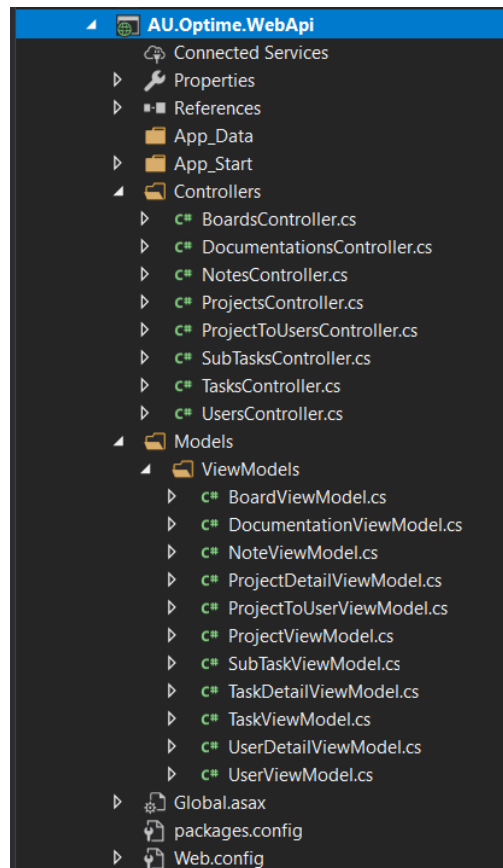 AU.Optime.WebApi
Connected Services
Properties
References
App_Data
App_Start
Controllers
C# BoardsController.cs
C# DocumentationsController.cs
C# NotesController.cs
C# ProjectsController.cs
C# ProjectToUsersController.cs
C# SubTasksController.cs
C# TasksController.cs
C# UsersController.cs
Models
ViewModels
C# BoardViewModel.cs
C# DocumentationViewModel.cs
C# NoteViewModel.cs
C# ProjectDetailViewModel.cs
C# ProjectToUserViewModel.cs
C# ProjectViewModel.cs
C# SubTaskViewModel.cs
C# TaskDetailViewModel.cs
C# TaskViewModel.cs
C# UserDetailViewModel.cs
C# UserViewModel.cs
Global.asax
packages.config
Web.config